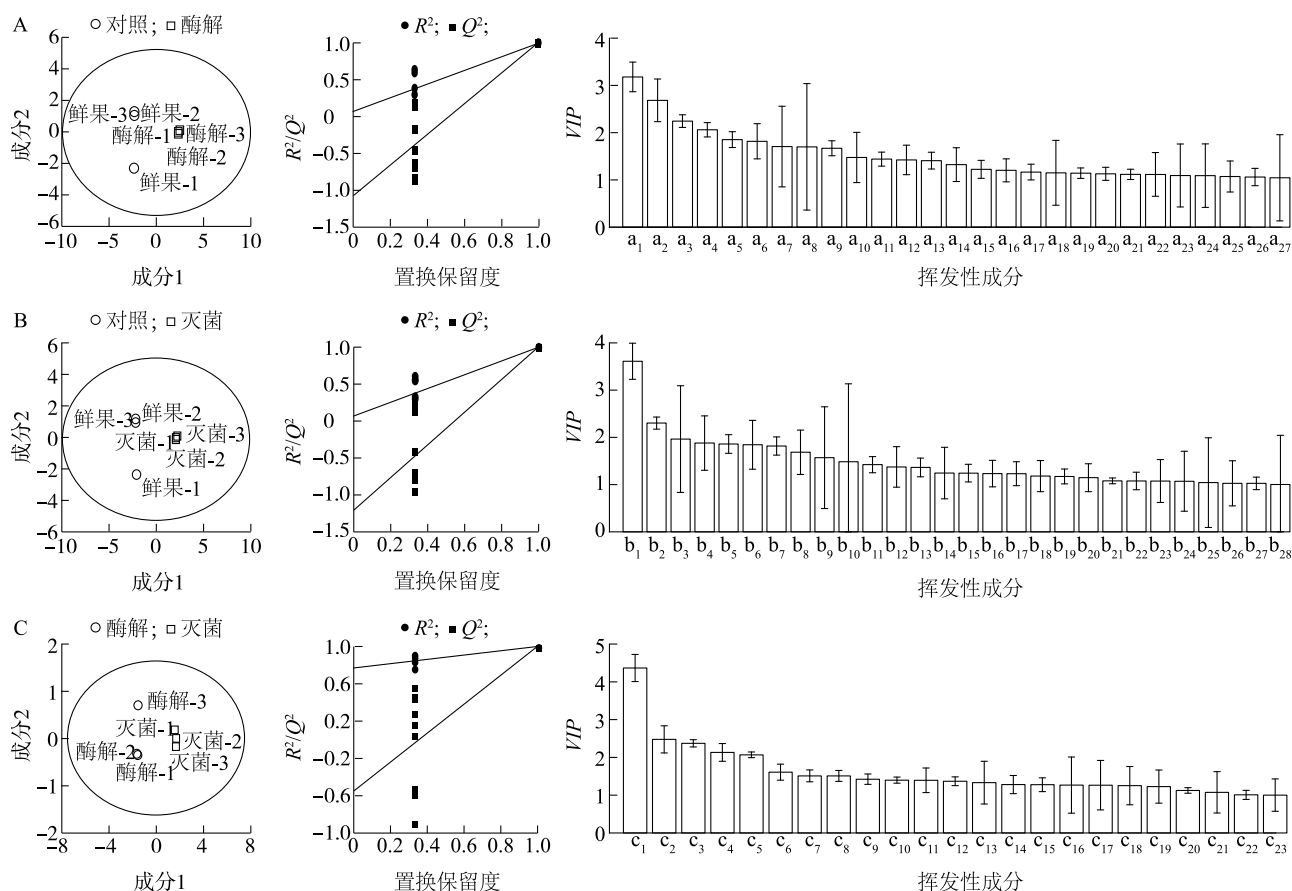 A
○ 对照; □ 酶解
6
4
2
0
−2
−4
−6
成分2
鲜果-3 鲜果-2
酶解-1 酶解-3
酶解-2
鲜果-1
−10 −5 0 5 10
成分1
● R²; ■ Q²;
1.0
0.5
0
−0.5
−1.0
−1.5
R²/Q²
0 0.2 0.4 0.6 0.8 1.0
置换保留度
4
3
2
1
0
VIP
a₁ a₂ a₃ a₄ a₅ a₆ a₇ a₈ a₉ a₁₀ a₁₁ a₁₂ a₁₃ a₁₄ a₁₅ a₁₆ a₁₇ a₁₈ a₁₉ a₂₀ a₂₁ a₂₂ a₂₃ a₂₄ a₂₅ a₂₆ a₂₇
挥发性成分
B
○ 对照; □ 灭菌
6
4
2
0
−2
−4
−6
成分2
鲜果-3 鲜果-2
灭菌-1 灭菌-3
灭菌-2
鲜果-1
−10 −5 0 5 10
成分1
● R²; ■ Q²;
1.0
0.5
0
−0.5
−1.0
−1.5
R²/Q²
0 0.2 0.4 0.6 0.8 1.0
置换保留度
4
3
2
1
0
VIP
b₁ b₂ b₃ b₄ b₅ b₆ b₇ b₈ b₉ b₁₀ b₁₁ b₁₂ b₁₃ b₁₄ b₁₅ b₁₆ b₁₇ b₁₈ b₁₉ b₂₀ b₂₁ b₂₂ b₂₃ b₂₄ b₂₅ b₂₆ b₂₇ b₂₈
挥发性成分
C
○ 酶解; □ 灭菌
2
1
0
−1
−2
成分2
酶解-3
灭菌-1
灭菌-2
酶解-2
灭菌-3
酶解-1
−8 −4 0 4 8
成分1
● R²; ■ Q²;
1.0
0.6
0.2
−0.2
−0.6
−1.0
R²/Q²
0 0.2 0.4 0.6 0.8 1.0
置换保留度
5
4
3
2
1
0
VIP
c₁ c₂ c₃ c₄ c₅ c₆ c₇ c₈ c₉ c₁₀ c₁₁ c₁₂ c₁₃ c₁₄ c₁₅ c₁₆ c₁₇ c₁₈ c₁₉ c₂₀ c₂₁ c₂₂ c₂₃
挥发性成分